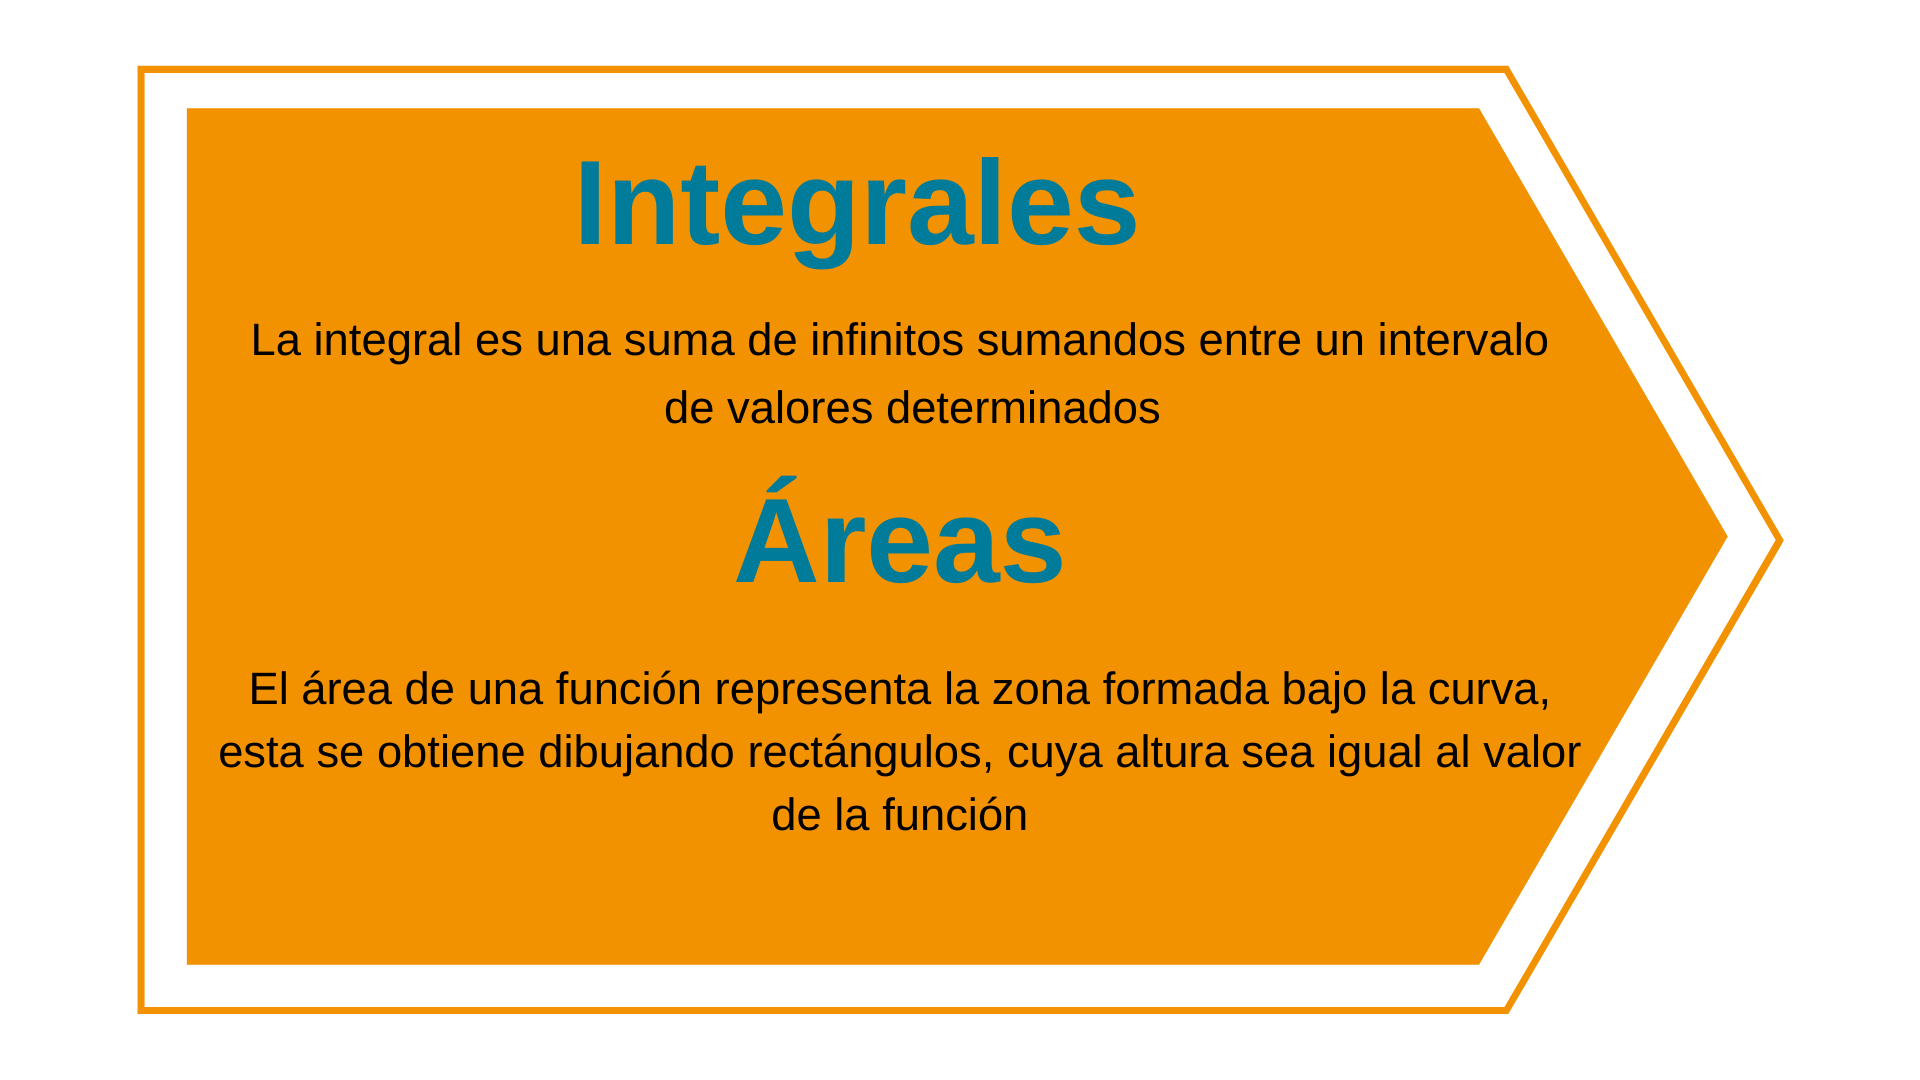 Integrales
La integral es una suma de infinitos sumandos entre un intervalo
de valores determinados
Áreas
El área de una función representa la zona formada bajo la curva,
esta se obtiene dibujando rectángulos, cuya altura sea igual al valor
de la función